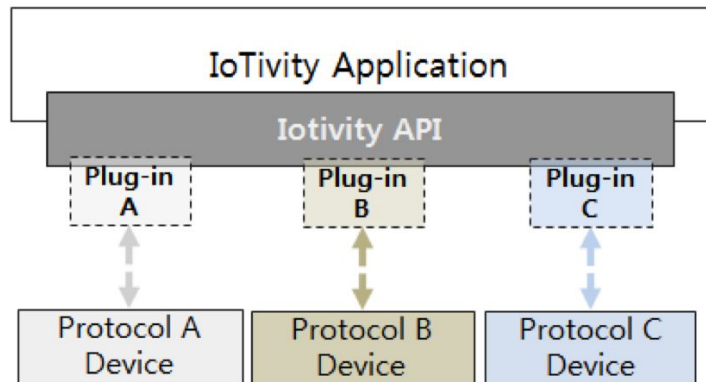 IoTivity Application
Iotivity API
Plug-in
A
Plug-in
B
Plug-in
C
Protocol A
Device
Protocol B
Device
Protocol C
Device